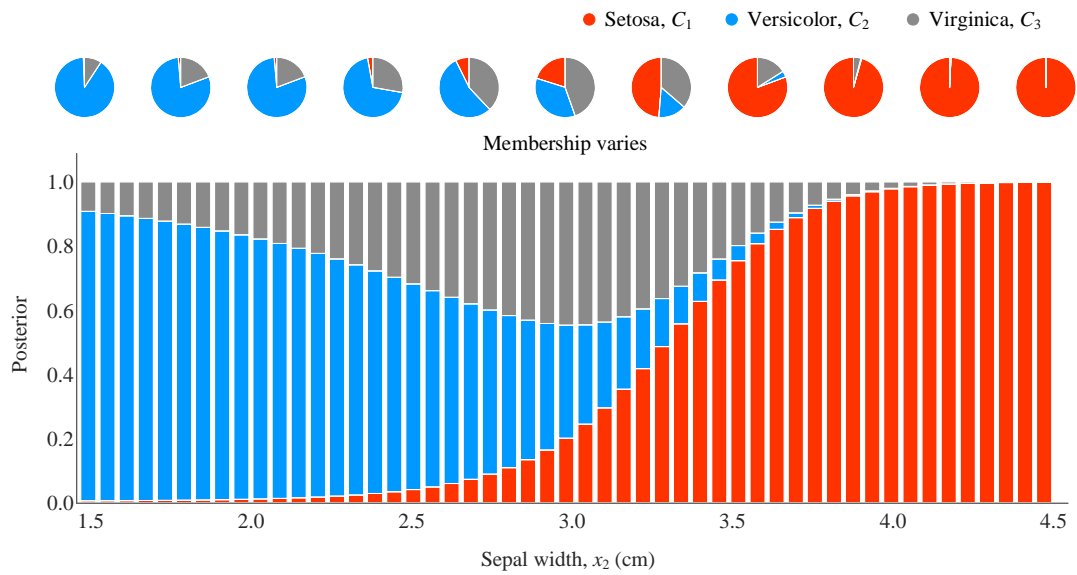 Setosa, C1 Versicolor, C2 Virginica, C3
Membership varies
1.0
0.8
0.6
0.4
0.2
0.0
Posterior
1.5 2.0 2.5 3.0 3.5 4.0 4.5
Sepal width, x2 (cm)